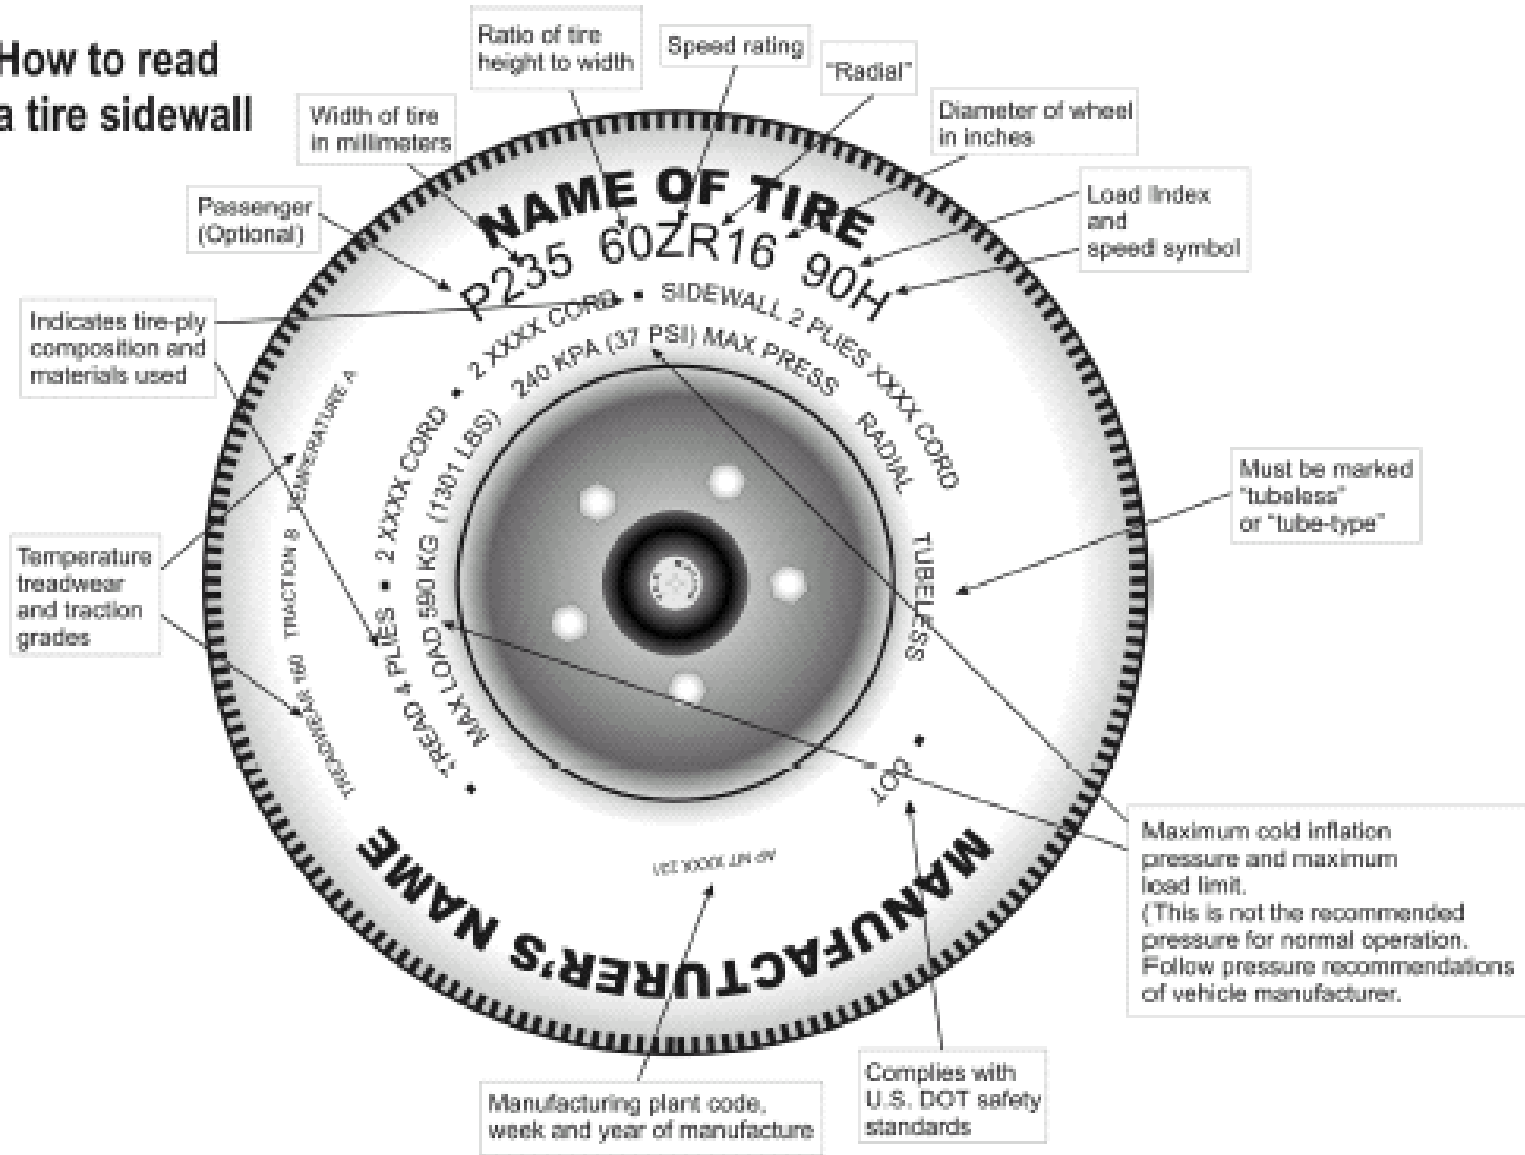 How to read
a tire sidewall
Ratio of tire
height to width
Speed rating
"Radial"
Width of tire
in millimeters
Diameter of wheel
in inches
Passenger
(Optional)
Load IIndex
and
speed symbol
NAME OF TIRE
P235 60ZR16 90H
Indicates tire-ply
composition and
materials used
• TREAD 4 PLIES • 2 XXXX CORD • 2 XXXX CORD • SIDEWALL 2 PLIES XXXX CORD
MAX LOAD 590 KG (1301 LBS) 240 KPA (37 PSI) MAX PRESS
RADIAL
TUBELESS
• DOT
TREADWEAR 160 TRACTION B TEMPERATURE A
Must be marked
"tubeless"
or "tube-type"
Temperature
treadwear
and traction
grades
MANUFACTURER'S NAME
Maximum cold inflation
pressure and maximum
load limit.
(This is not the recommended
pressure for normal operation.
Follow pressure recommendations
of vehicle manufacturer.
Complies with
U.S. DOT safety
standards
Manufacturing plant code,
week and year of manufacture